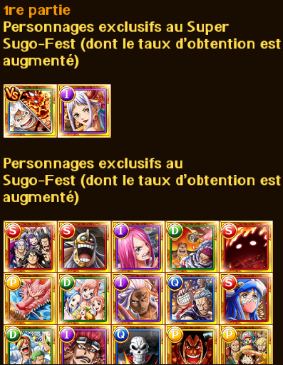 1re partie
Personnages exclusifs au Super
Sugo-Fest (dont le taux d'obtention est
augmenté)
VS I
Personnages exclusifs au
Sugo-Fest (dont le taux d'obtention est
augmenté)
S S I D S
P D I Q S
D I Q P P